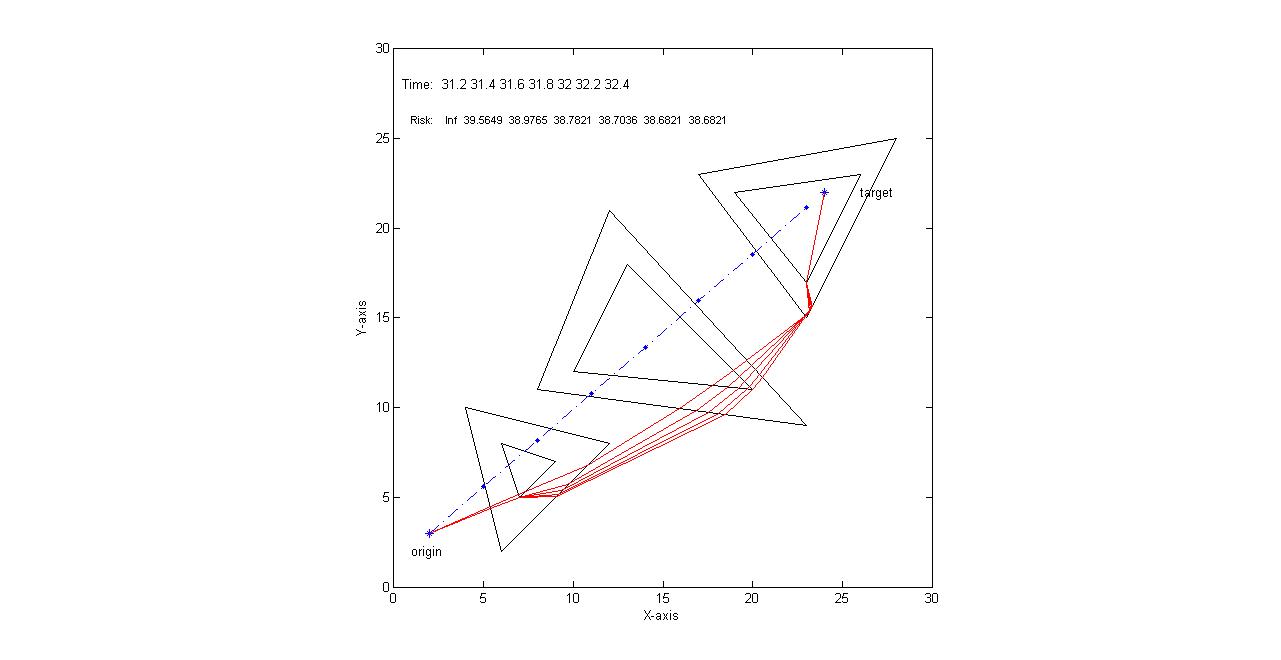 30
Time: 31.2 31.4 31.6 31.8 32 32.2 32.4
Risk: Inf 39.5649 38.9765 38.7821 38.7036 38.6821 38.6821
25
target
20
Y-axis
15
10
5
origin
0
0 5 10 15 20 25 30
X-axis